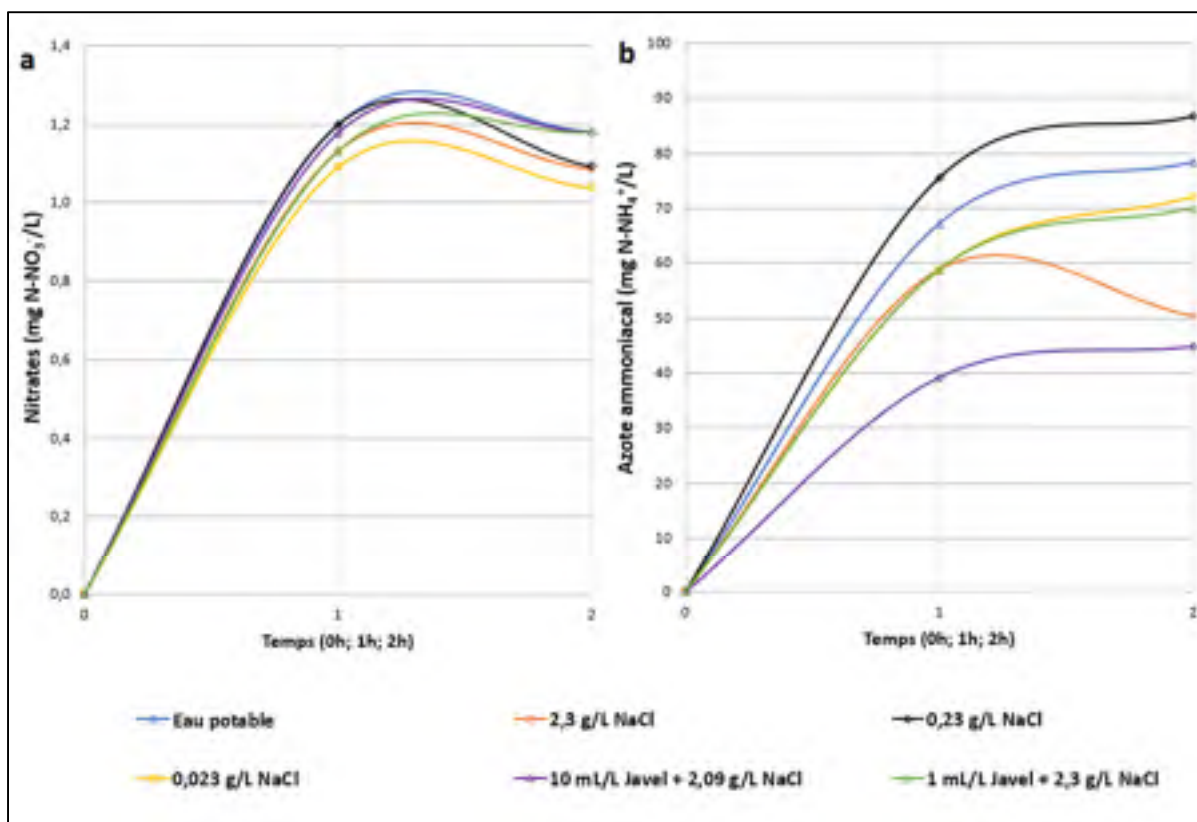 a
Nitrates (mg N-NO₃⁻/L)
1,4
1,2
1,0
0,8
0,6
0,4
0,2
0,0
0
1
2
Temps (0h; 1h; 2h)
b
Azote ammoniacal (mg N-NH₄⁺/L)
100
90
80
70
60
50
40
30
20
10
0
0
1
2
Temps (0h; 1h; 2h)
Eau potable
2,3 g/L NaCl
0,23 g/L NaCl
0,023 g/L NaCl
10 mL/L Javel + 2,09 g/L NaCl
1 mL/L Javel + 2,3 g/L NaCl